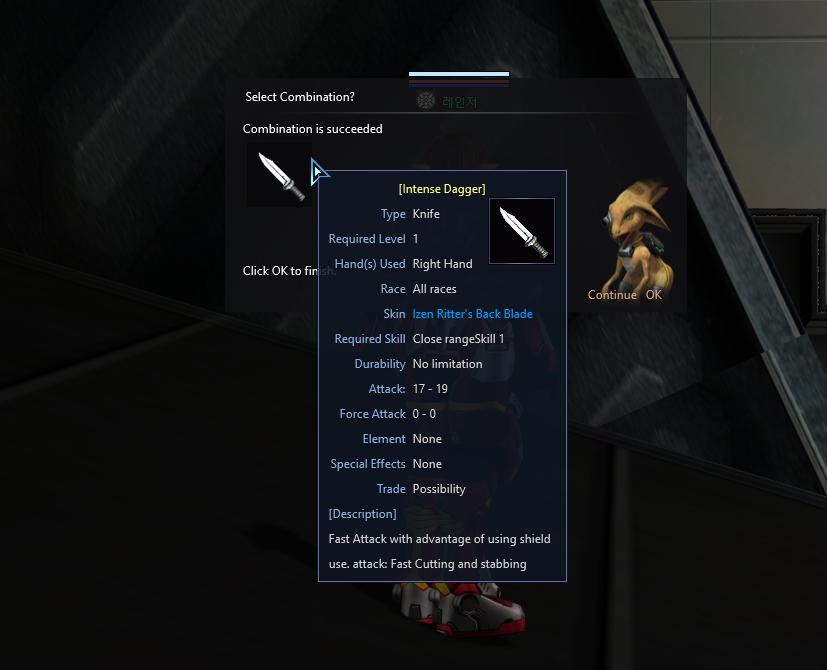 Select Combination?
레인저
Combination is succeeded
[Intense Dagger]
Type Knife
Required Level 1
Hand(s) Used Right Hand
Click OK to finish.
Race All races
Continue OK
Skin Izen Ritter's Back Blade
Required Skill Close rangeSkill 1
Durability No limitation
Attack: 17 - 19
Force Attack 0 - 0
Element None
Special Effects None
Trade Possibility
[Description]
Fast Attack with advantage of using shield
use. attack: Fast Cutting and stabbing